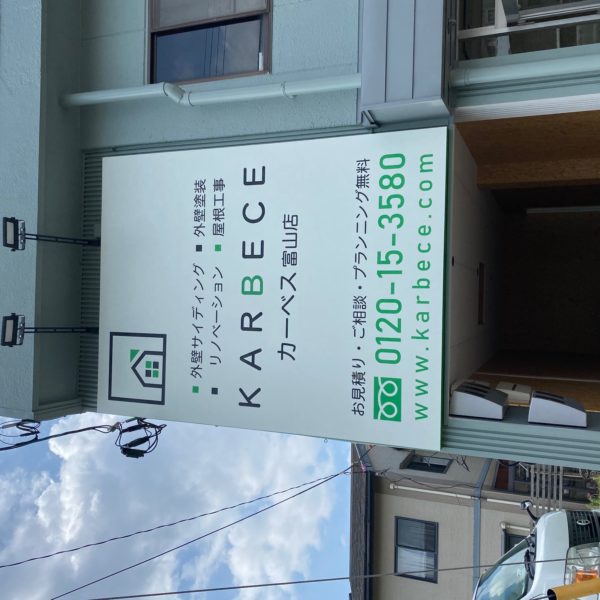 ■ 外壁サイディング ■ 外壁塗装
■ リノベーション ■ 屋根工事
KARBECE
カーベス 富山店
お見積り・ご相談・プランニング無料
0120-15-3580
www.karbece.com